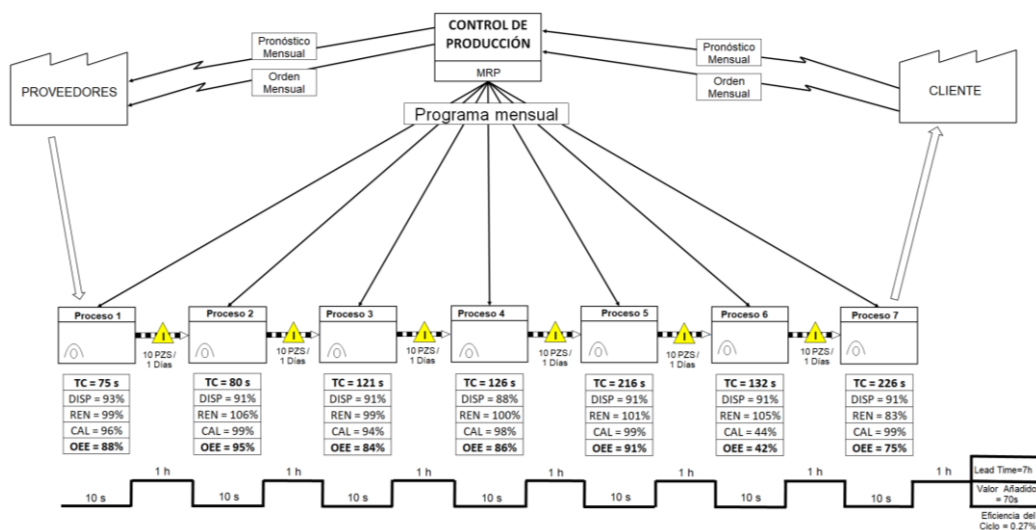 CONTROL DE
PRODUCCIÓN
MRP
Pronóstico
Mensual
Orden
Mensual
Pronóstico
Mensual
Orden
Mensual
PROVEEDORES
CLIENTE
Programa mensual
Proceso 1
Proceso 2
Proceso 3
Proceso 4
Proceso 5
Proceso 6
Proceso 7
I
I
I
I
I
I
10 PZS /
1 Días
10 PZS /
1 Días
10 PZS /
1 Días
10 PZS /
1 Días
10 PZS /
1 Días
10 PZS /
1 Días
TC = 75 s
DISP = 93%
REN = 99%
CAL = 96%
OEE = 88%
TC = 80 s
DISP = 91%
REN = 106%
CAL = 99%
OEE = 95%
TC = 121 s
DISP = 91%
REN = 99%
CAL = 94%
OEE = 84%
TC = 126 s
DISP = 88%
REN = 100%
CAL = 98%
OEE = 86%
TC = 216 s
DISP = 91%
REN = 101%
CAL = 99%
OEE = 91%
TC = 132 s
DISP = 91%
REN = 105%
CAL = 44%
OEE = 42%
TC = 226 s
DISP = 91%
REN = 83%
CAL = 99%
OEE = 75%
10 s
1 h
10 s
1 h
10 s
1 h
10 s
1 h
10 s
1 h
10 s
1 h
10 s
1 h
Lead Time=7h
Valor Añadido
= 70s
Eficiencia del
Ciclo = 0.27%